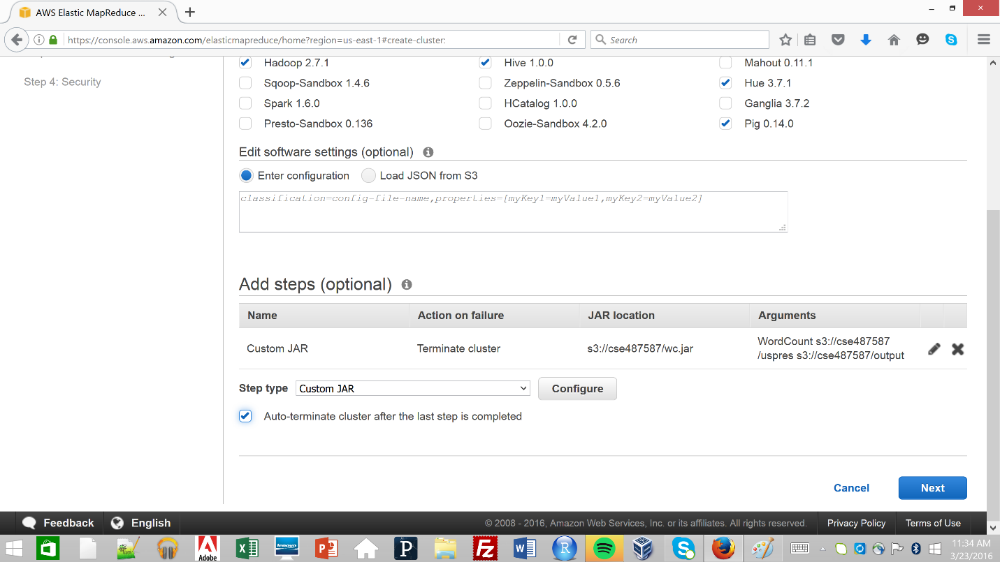 AWS Elastic MapReduce ...
https://console.aws.amazon.com/elasticmapreduce/home?region=us-east-1#create-cluster:
Search
Step 4: Security
Hadoop 2.7.1
Hive 1.0.0
Mahout 0.11.1
Sqoop-Sandbox 1.4.6
Zeppelin-Sandbox 0.5.6
Hue 3.7.1
Spark 1.6.0
HCatalog 1.0.0
Ganglia 3.7.2
Presto-Sandbox 0.136
Oozie-Sandbox 4.2.0
Pig 0.14.0
Edit software settings (optional)
Enter configuration
Load JSON from S3
classification=config-file-name,properties=[myKey1=myValue1,myKey2=myValue2]
Add steps (optional)
Name
Action on failure
JAR location
Arguments
Custom JAR
Terminate cluster
s3://cse487587/wc.jar
WordCount s3://cse487587
/uspres s3://cse487587/output
Step type
Custom JAR
Configure
Auto-terminate cluster after the last step is completed
Cancel
Next
Feedback
English
© 2008 - 2016, Amazon Web Services, Inc. or its affiliates. All rights reserved.
Privacy Policy
Terms of Use
Adobe
lenovo
P
Fz
W
R
S
11:34 AM
3/23/2016